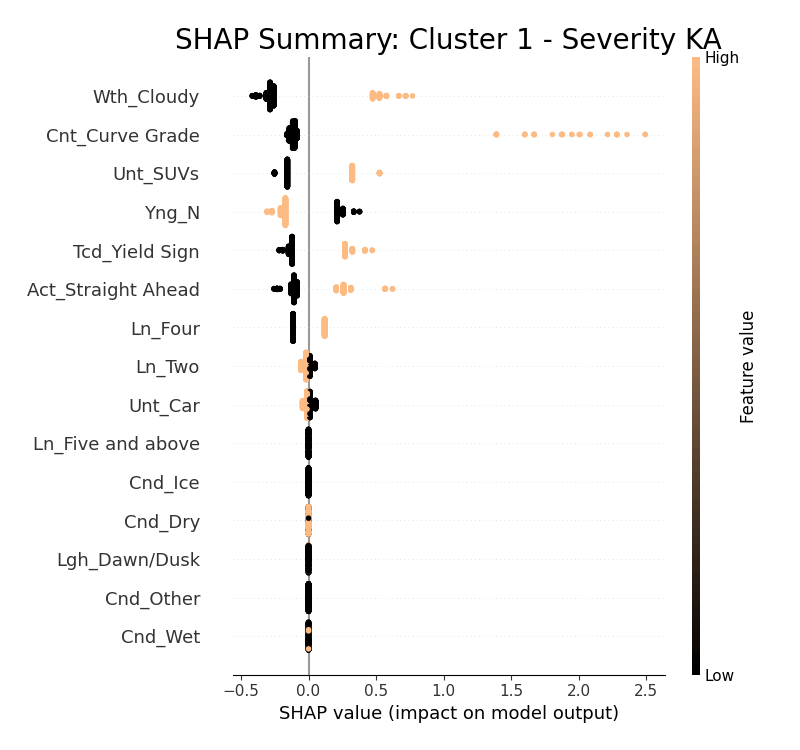 SHAP Summary: Cluster 1 - Severity KA
High
Wth_Cloudy
Cnt_Curve Grade
Unt_SUVs
Yng_N
Tcd_Yield Sign
Act_Straight Ahead
Ln_Four
Ln_Two
Unt_Car
Ln_Five and above
Cnd_Ice
Cnd_Dry
Lgh_Dawn/Dusk
Cnd_Other
Cnd_Wet
Feature value
Low
−0.5 0.0 0.5 1.0 1.5 2.0 2.5
SHAP value (impact on model output)